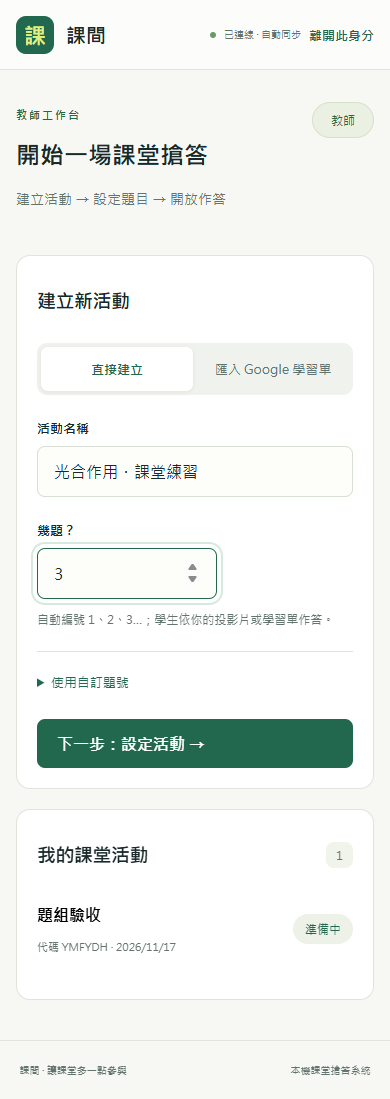 課 課間
已連線 · 自動同步 離開此身分
教師工作台
教師
開始一場課堂搶答
建立活動 → 設定題目 → 開放作答
建立新活動
直接建立 匯入 Google 學習單
活動名稱
光合作用．課堂練習
幾題？
3
自動編號 1、2、3…；學生依你的投影片或學習單作答。
▶ 使用自訂題號
下一步：設定活動 →
我的課堂活動 1
題組驗收
準備中
代碼 YMFYDH · 2026/11/17
課間 · 讓課堂多一點參與 本機課堂搶答系統